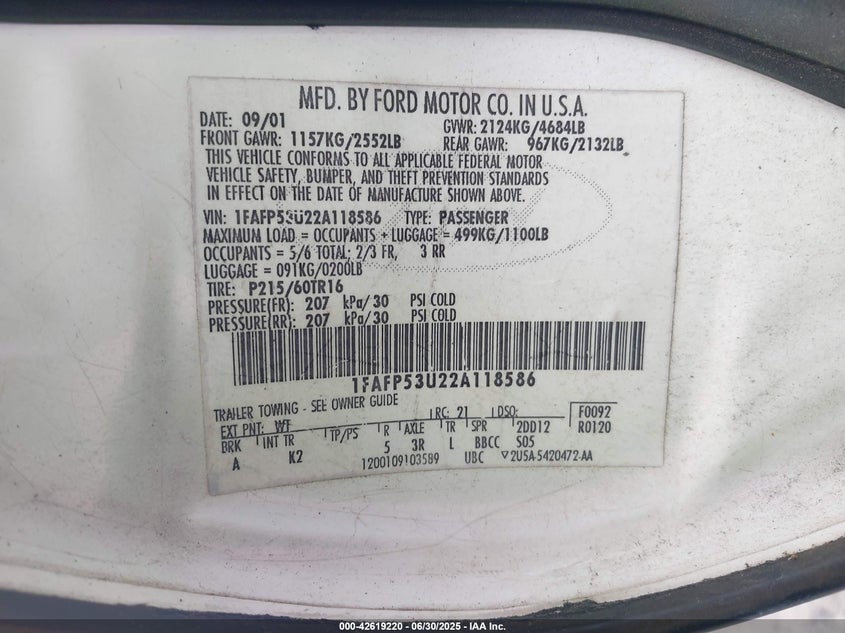 MFD. BY FORD MOTOR CO. IN U.S.A.
DATE: 09/01 GVWR: 2124KG/4684LB
FRONT GAWR: 1157KG/2552LB REAR GAWR: 967KG/2132LB
THIS VEHICLE CONFORMS TO ALL APPLICABLE FEDERAL MOTOR
VEHICLE SAFETY, BUMPER, AND THEFT PREVENTION STANDARDS
IN EFFECT ON THE DATE OF MANUFACTURE SHOWN ABOVE.
VIN: 1FAFP53U22A118586 TYPE: PASSENGER
MAXIMUM LOAD = OCCUPANTS + LUGGAGE = 499KG/1100LB
OCCUPANTS = 5/6 TOTAL; 2/3 FR, 3 RR
LUGGAGE = 091KG/0200LB
TIRE: P215/60TR16
PRESSURE(FR): 207 kPa/30 PSI COLD
PRESSURE(RR): 207 kPa/30 PSI COLD
1FAFP53U22A118586
TRAILER TOWING - SEE OWNER GUIDE
EXT PNT: WT RC: 21 DSO: F0092
BRK INT TR TP/PS R AXLE TR SPR 2DD12 R0120
A K2 5 3R L BBCC S05
1200109103589 UBC 2U5A-5420472-AA
000-42619220 - 06/30/2025 - IAA Inc.